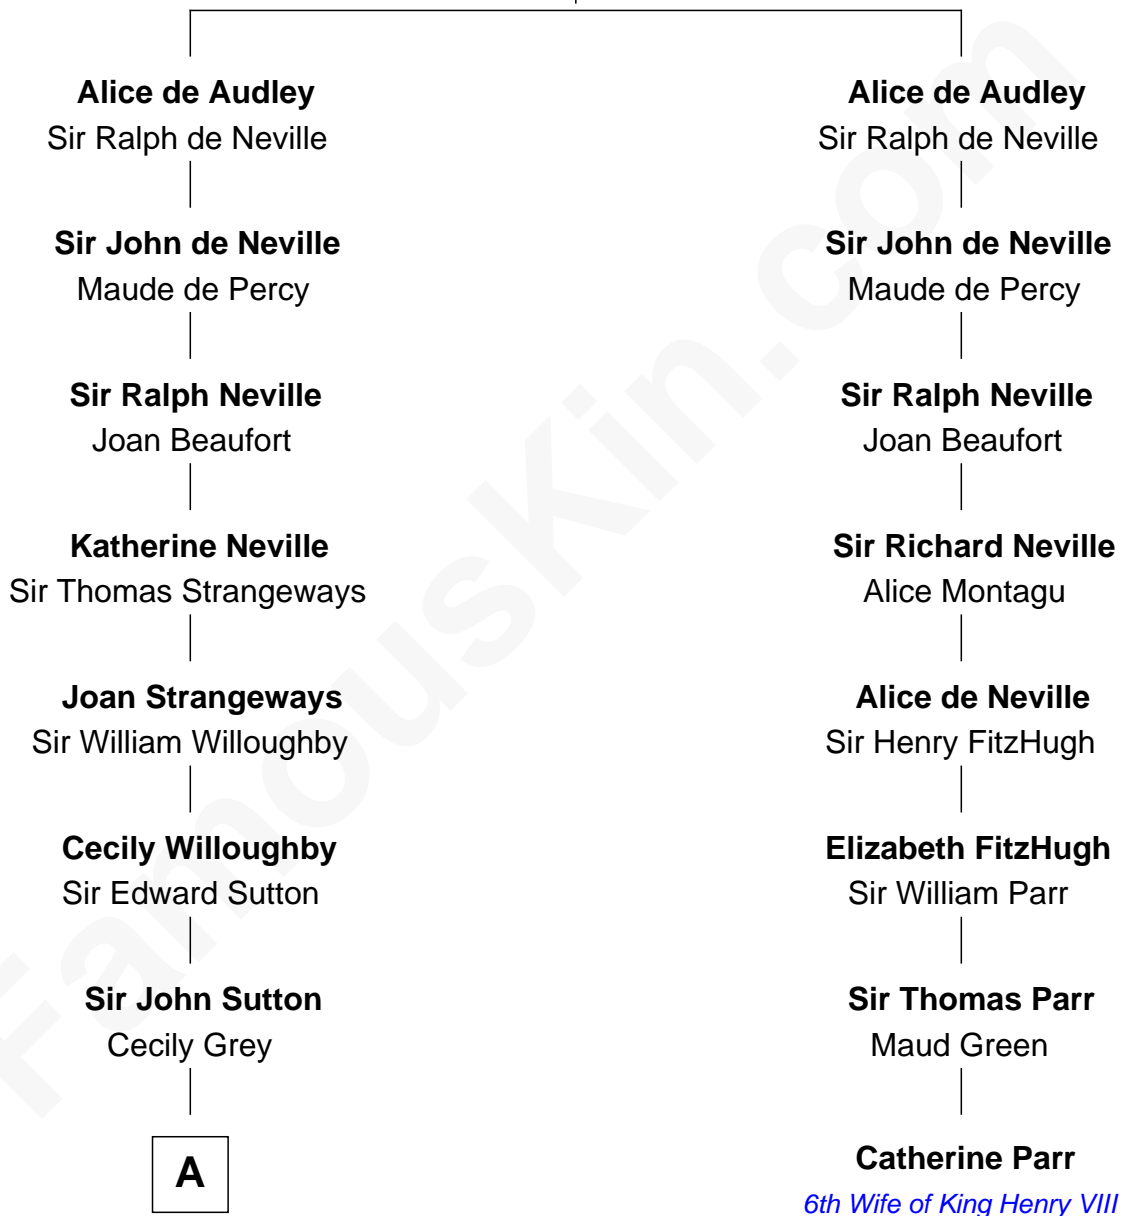 Alice de Audley
Sir Ralph de Neville
Sir John de Neville
Maude de Percy
Sir Ralph Neville
Joan Beaufort
Katherine Neville
Sir Thomas Strangeways
Joan Strangeways
Sir William Willoughby
Cecily Willoughby
Sir Edward Sutton
Sir John Sutton
Cecily Grey
A
Alice de Audley
Sir Ralph de Neville
Sir John de Neville
Maude de Percy
Sir Ralph Neville
Joan Beaufort
Sir Richard Neville
Alice Montagu
Alice de Neville
Sir Henry FitzHugh
Elizabeth FitzHugh
Sir William Parr
Sir Thomas Parr
Maud Green
Catherine Parr
6th Wife of King Henry VIII
FamousKin.com